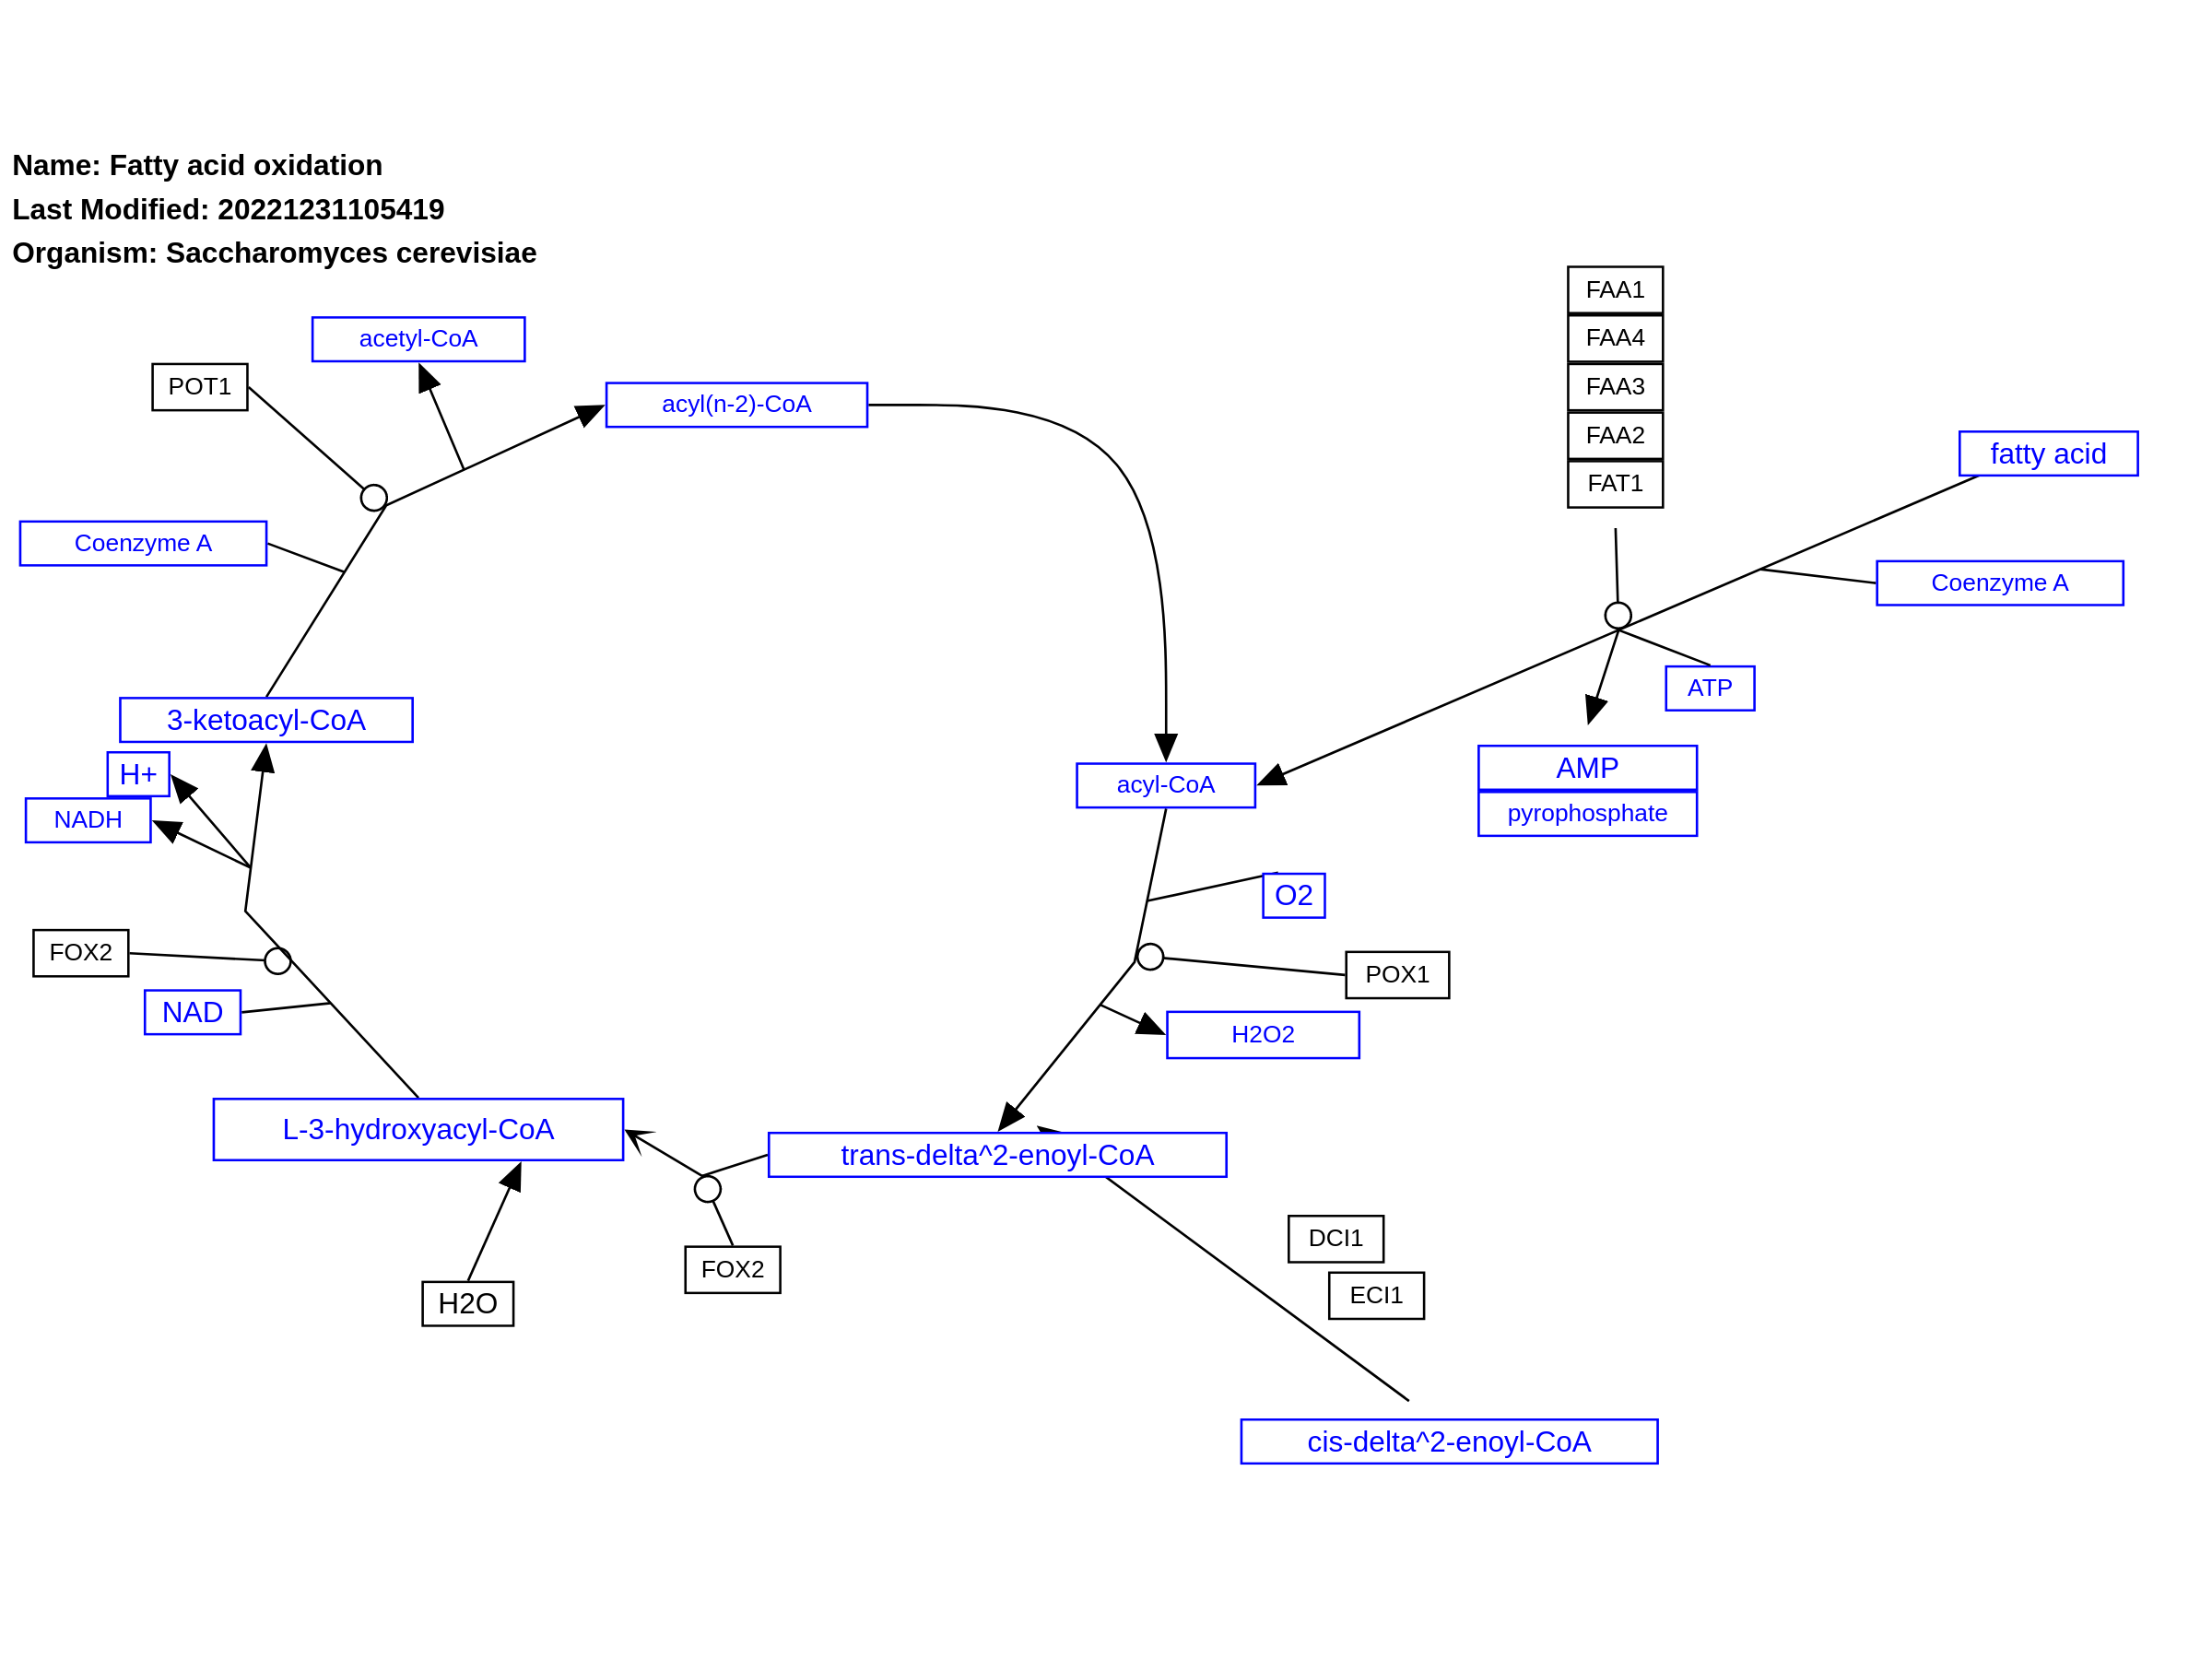 Name: Fatty acid oxidation
Last Modified: 20221231105419
Organism: Saccharomyces cerevisiae
FAA1
FAA4
FAA3
FAA2
FAT1
acetyl-CoA
POT1
acyl(n-2)-CoA
fatty acid
Coenzyme A
Coenzyme A
ATP
3-ketoacyl-CoA
H+
NADH
acyl-CoA
AMP
pyrophosphate
O2
FOX2
POX1
NAD
H2O2
L-3-hydroxyacyl-CoA
trans-delta^2-enoyl-CoA
DCI1
FOX2
ECI1
H2O
cis-delta^2-enoyl-CoA